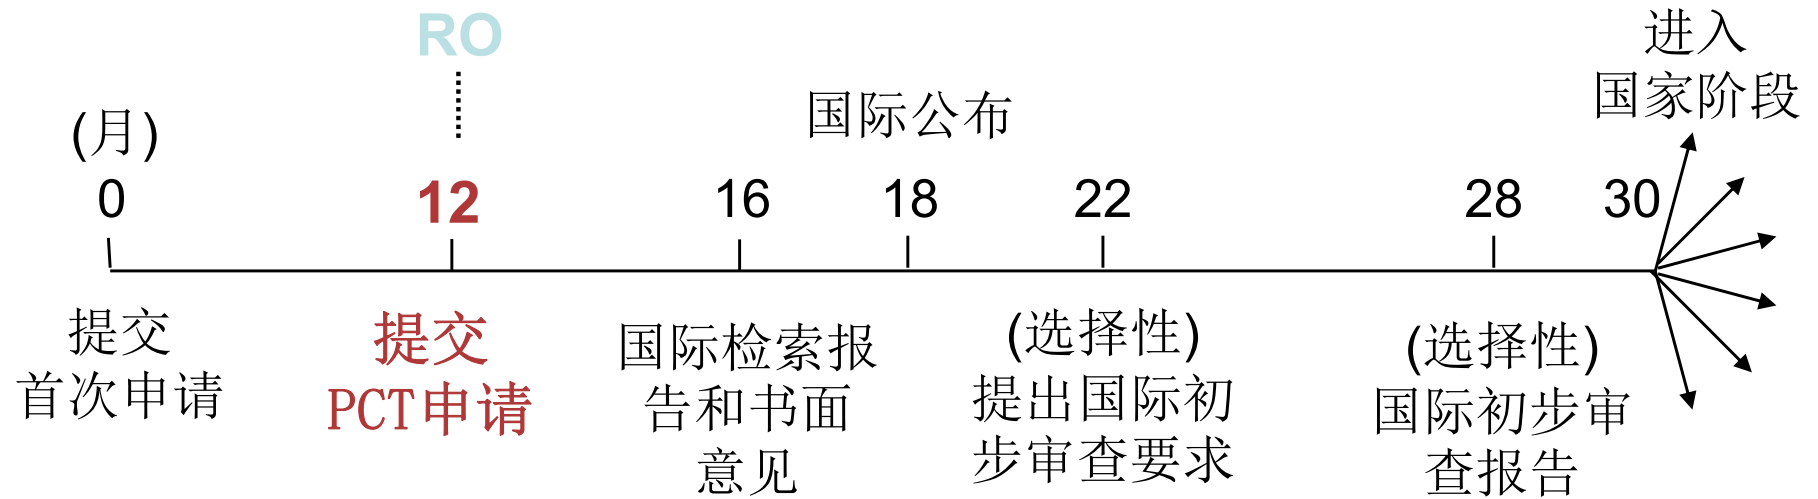 RO
进入
国家阶段
国际公布
(月)
0
12
16
18
22
28
30
提交
首次申请
提交
PCT申请
国际检索报
告和书面
意见
(选择性)
提出国际初
步审查要求
(选择性)
国际初步审
查报告